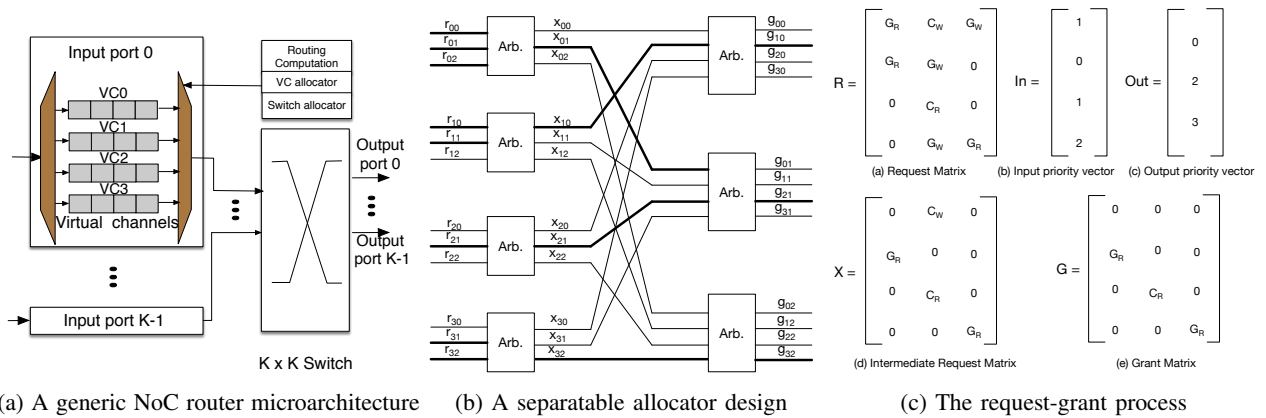 Input port 0
VC0
VC1
VC2
VC3
Virtual channels
Input port K-1
Routing
Computation
VC allocator
Switch allocator
Output
port 0
Output
port K-1
K x K Switch
(a) A generic NoC router microarchitecture
r00
r01
r02
Arb.
x00
x01
x02
r10
r11
r12
Arb.
x10
x11
x12
r20
r21
r22
Arb.
x20
x21
x22
r30
r31
r32
Arb.
x30
x31
x32
Arb.
g00
g10
g20
g30
Arb.
g01
g11
g21
g31
Arb.
g02
g12
g22
g32
(b) A separatable allocator design
R =
GR CW GW
GR GW 0
0 CR 0
0 GW GR
(a) Request Matrix
In =
1
0
1
2
(b) Input priority vector
Out =
0
2
3
(c) Output priority vector
X =
0 CW 0
GR 0 0
0 CR 0
0 0 GR
(d) Intermediate Request Matrix
G =
0 0 0
GR 0 0
0 CR 0
0 0 GR
(e) Grant Matrix
(c) The request-grant process